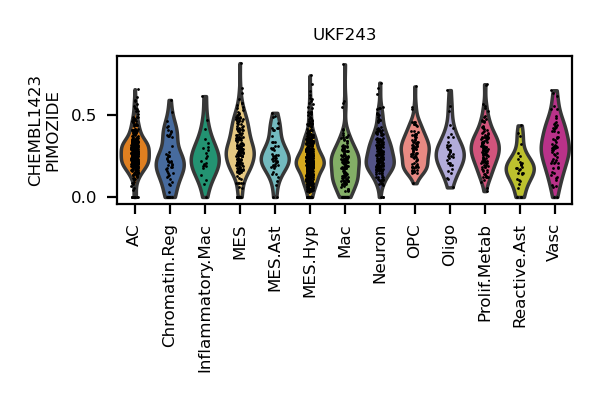 UKF243
CHEMBL1423
PIMOZIDE
0.5
0.0
AC
Chromatin.Reg
Inflammatory.Mac
MES
MES.Ast
MES.Hyp
Mac
Neuron
OPC
Oligo
Prolif.Metab
Reactive.Ast
Vasc